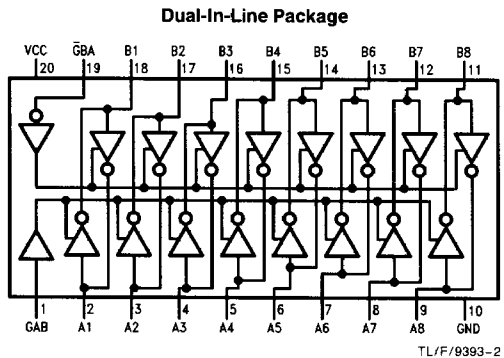 Dual-In-Line Package
VCC G̅BA B1 B2 B3 B4 B5 B6 B7 B8
20 19 18 17 16 15 14 13 12 11
1 2 3 4 5 6 7 8 9 10
GAB A1 A2 A3 A4 A5 A6 A7 A8 GND
TL/F/9393-2